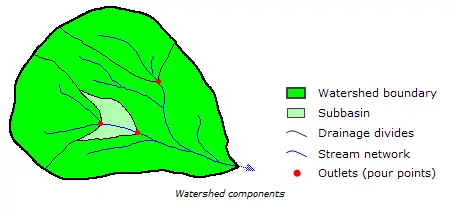 Watershed boundary
Subbasin
Drainage divides
Stream network
Outlets (pour points)
Watershed components